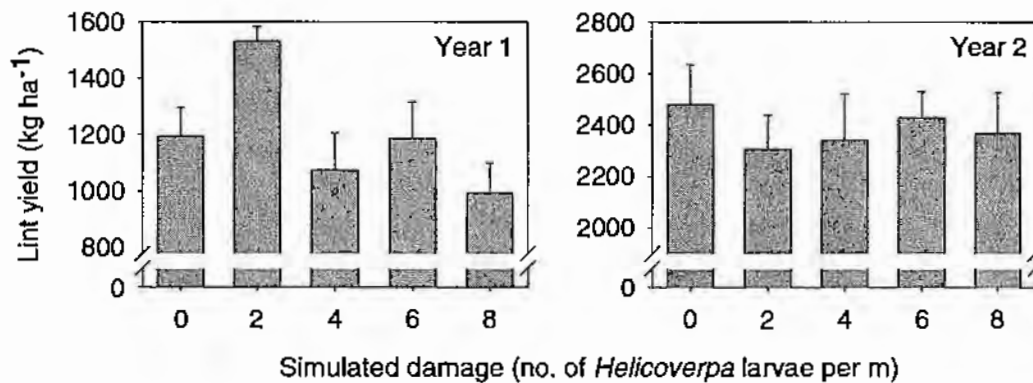 Lint yield (kg ha-1)
1600
1400
1200
1000
800
0
Year 1
0 2 4 6 8
2800
2600
2400
2200
2000
0
Year 2
0 2 4 6 8
Simulated damage (no. of Helicoverpa larvae per m)